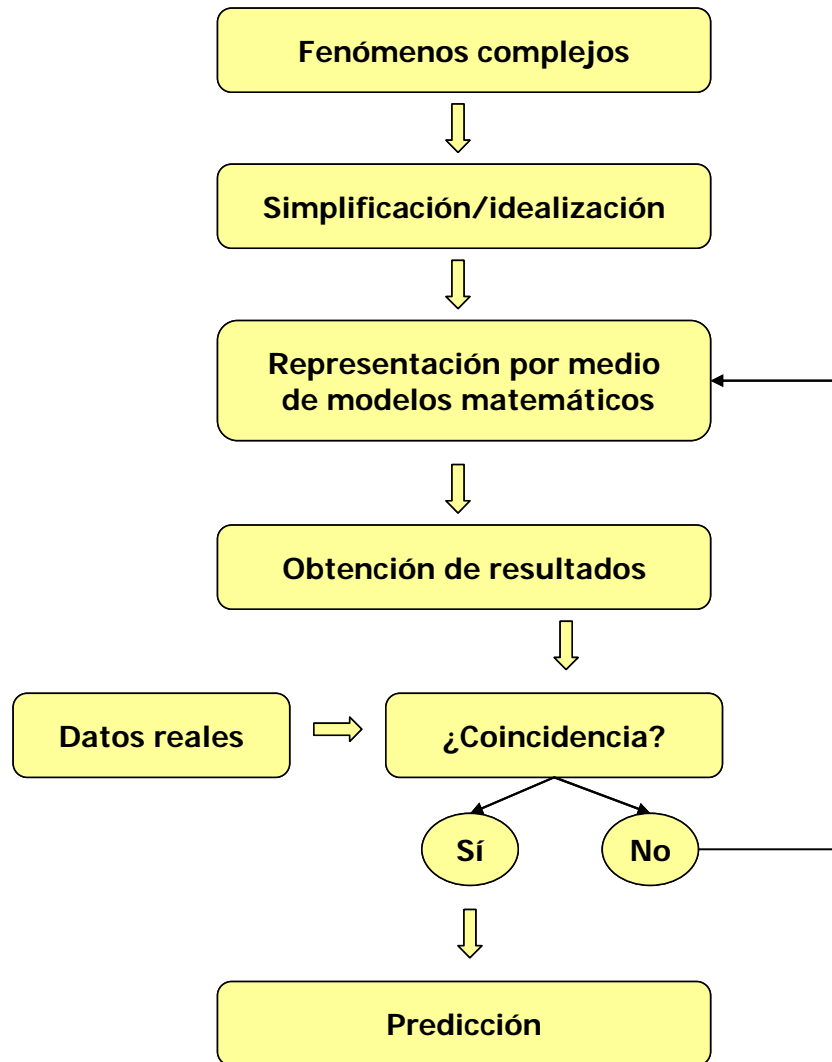 Fenómenos complejos
Simplificación/idealización
Representación por medio
de modelos matemáticos
Obtención de resultados
Datos reales
¿Coincidencia?
Sí
No
Predicción